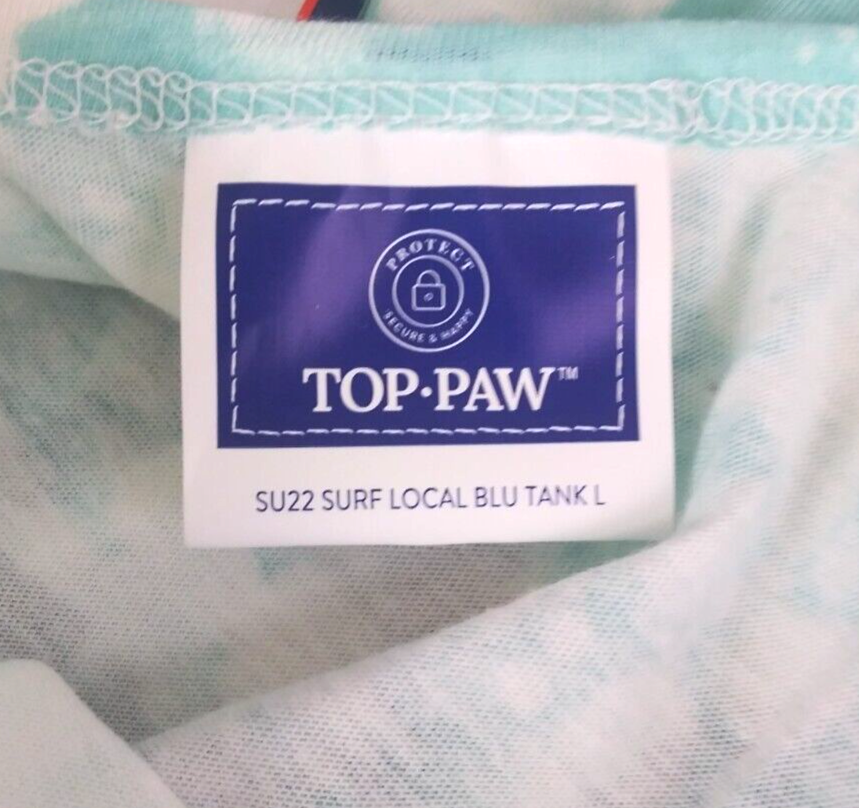 PROTECT
SECURE & HAPPY
TOP·PAW™
SU22 SURF LOCAL BLU TANK L